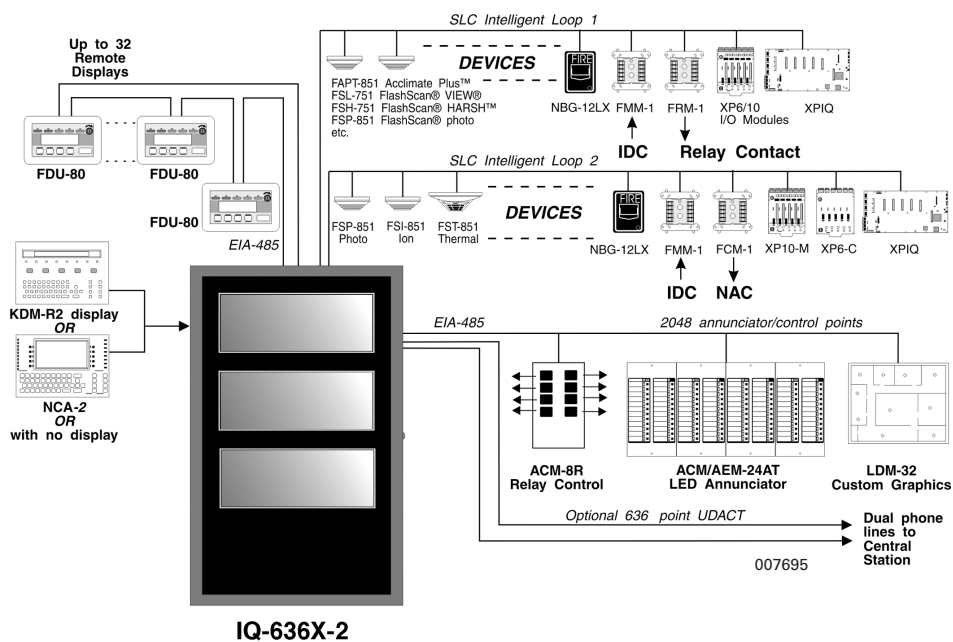 SLC Intelligent Loop 1
Up to 32
Remote
Displays
DEVICES
FIRE
FAPT-851 Acclimate Plus™
FSL-751 FlashScan® VIEW®
FSH-751 FlashScan® HARSH™
FSP-851 FlashScan® photo
etc.
NBG-12LX
FMM-1
FRM-1
XP6/10
I/O Modules
XPIQ
IDC
Relay Contact
FDU-80
FDU-80
FDU-80
EIA-485
SLC Intelligent Loop 2
DEVICES
FIRE
FSP-851
Photo
FSI-851
Ion
FST-851
Thermal
NBG-12LX
FMM-1
FCM-1
XP10-M
XP6-C
XPIQ
IDC
NAC
KDM-R2 display
OR
NCA-2
OR
with no display
EIA-485
2048 annunciator/control points
ACM-8R
Relay Control
ACM/AEM-24AT
LED Annunciator
LDM-32
Custom Graphics
Optional 636 point UDACT
Dual phone
lines to
Central
Station
007695
IQ-636X-2